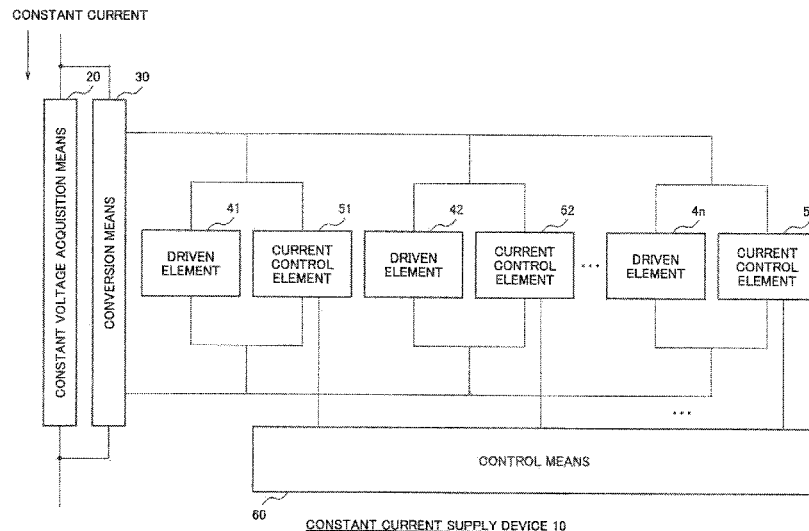 CONSTANT CURRENT
20
30
CONSTANT VOLTAGE ACQUISITION MEANS
CONVERSION MEANS
41
51
42
52
4n
DRIVEN
ELEMENT
CURRENT
CONTROL
ELEMENT
DRIVEN
ELEMENT
CURRENT
CONTROL
ELEMENT
...
DRIVEN
ELEMENT
CURRENT
CONTROL
ELEMENT
...
CONTROL MEANS
60
CONSTANT CURRENT SUPPLY DEVICE 10